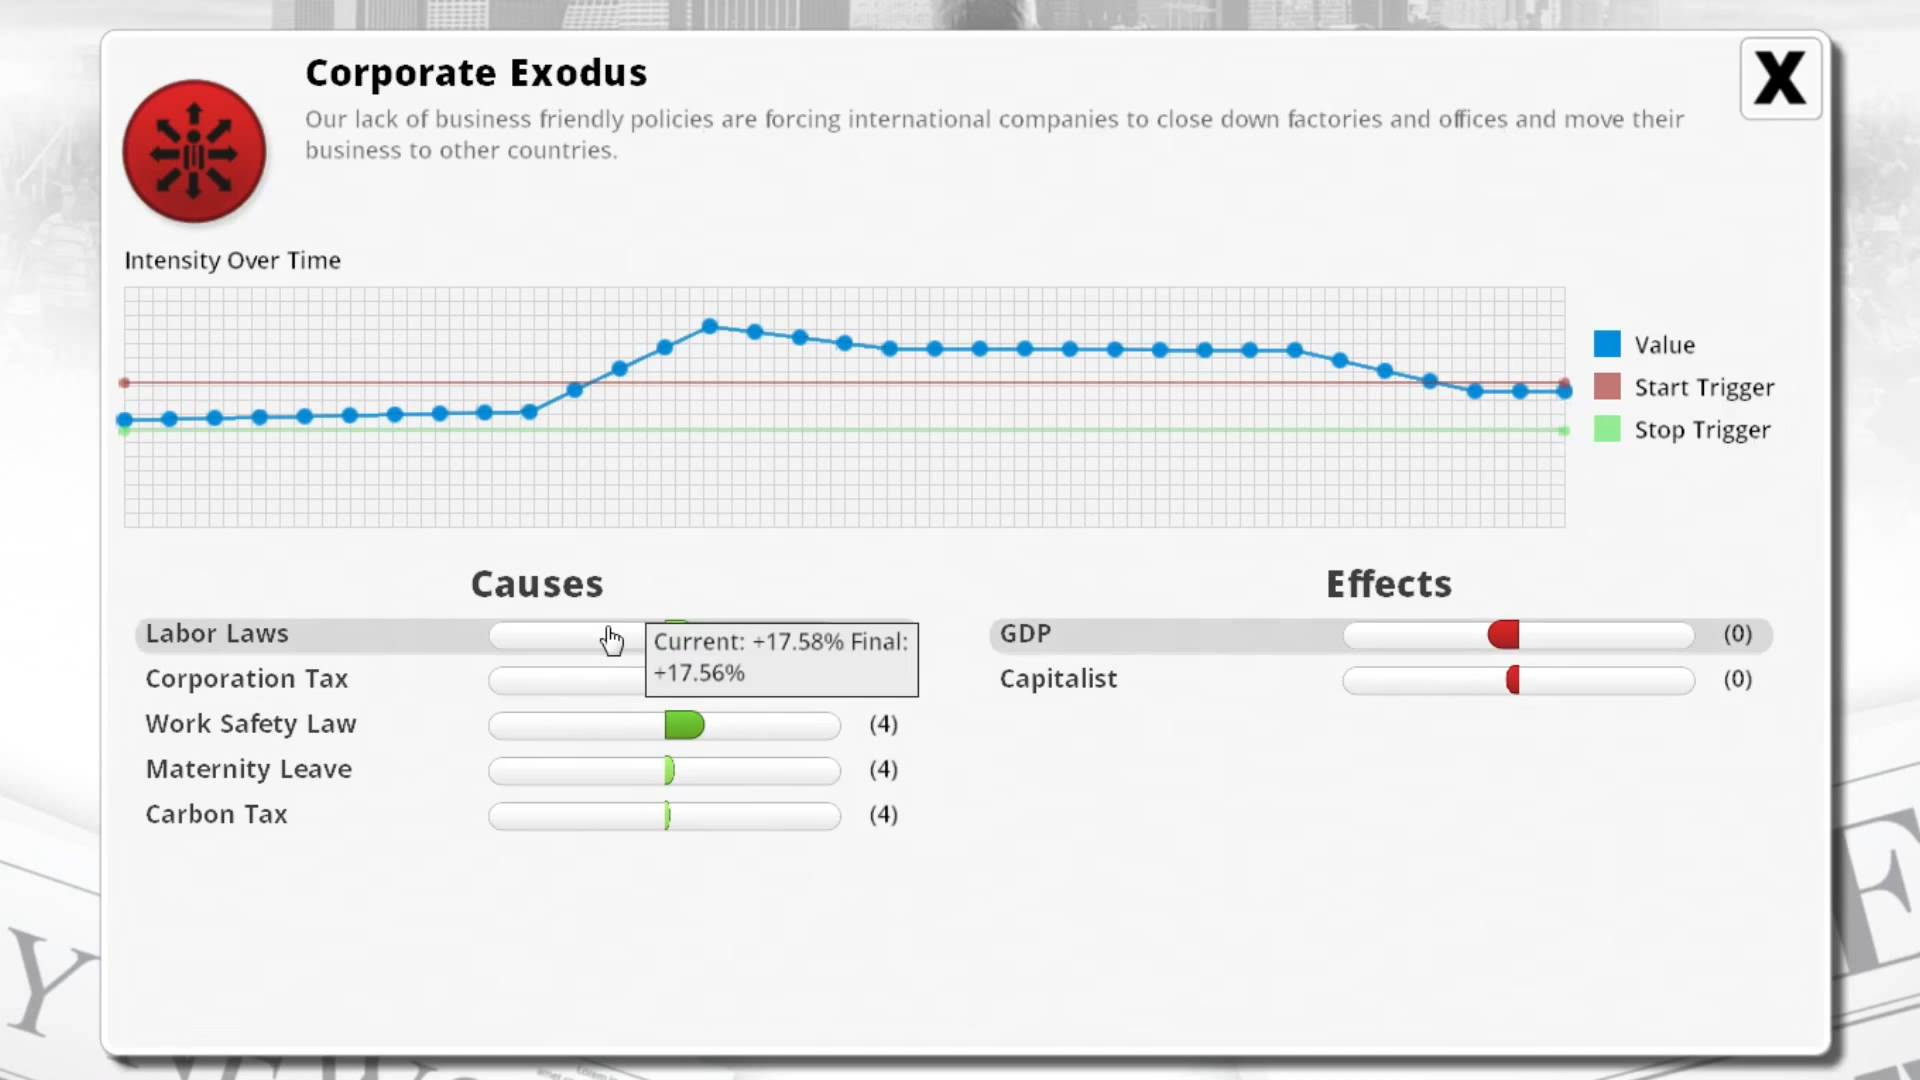 Corporate Exodus
X
Our lack of business friendly policies are forcing international companies to close down factories and offices and move their
business to other countries.
Intensity Over Time
Value
Start Trigger
Stop Trigger
Causes
Effects
Labor Laws
Current: +17.58% Final:
+17.56%
GDP (0)
Corporation Tax
Capitalist (0)
Work Safety Law (4)
Maternity Leave (4)
Carbon Tax (4)